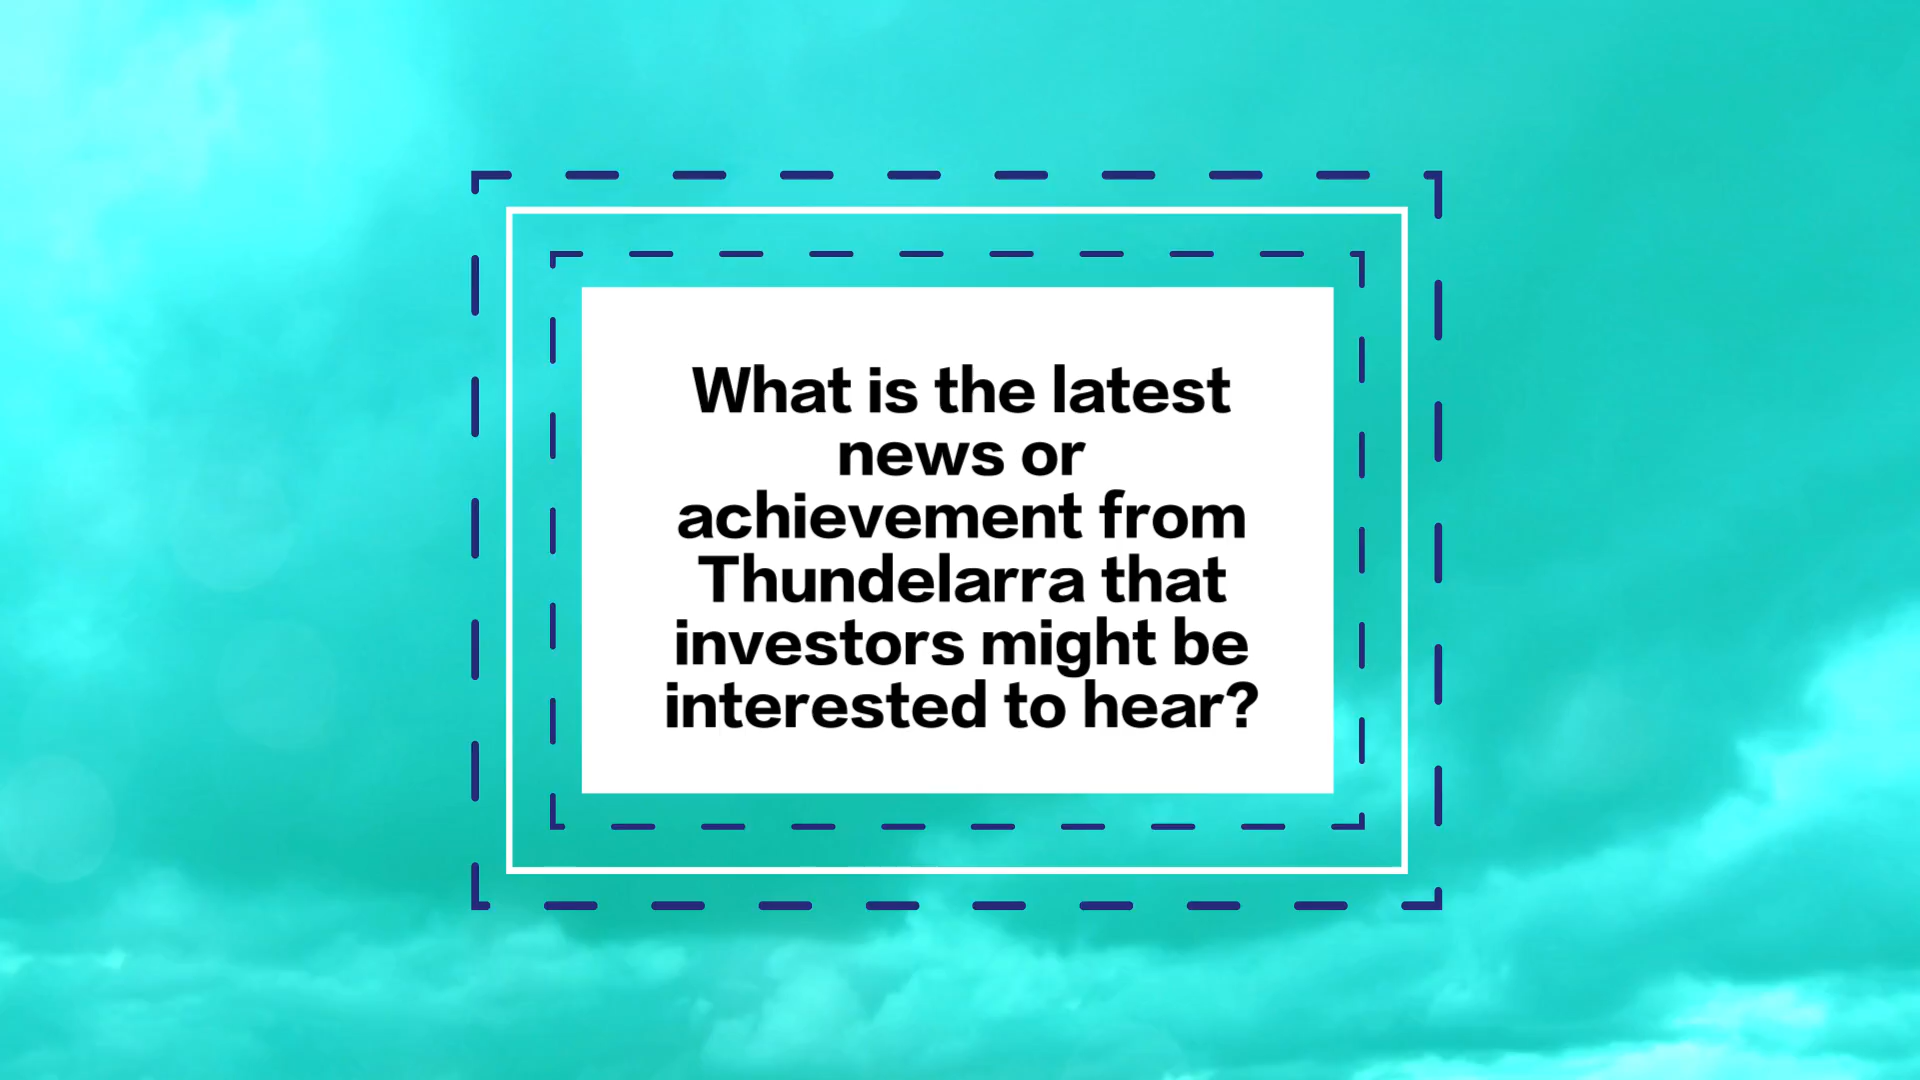 What is the latest
news or
achievement from
Thundelarra that
investors might be
interested to hear?